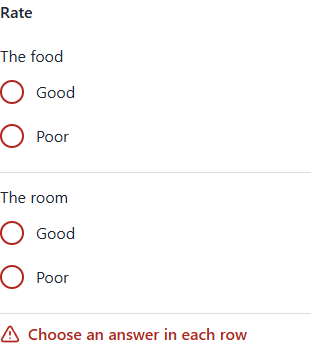 Rate
The food
Good
Poor
The room
Good
Poor
Choose an answer in each row